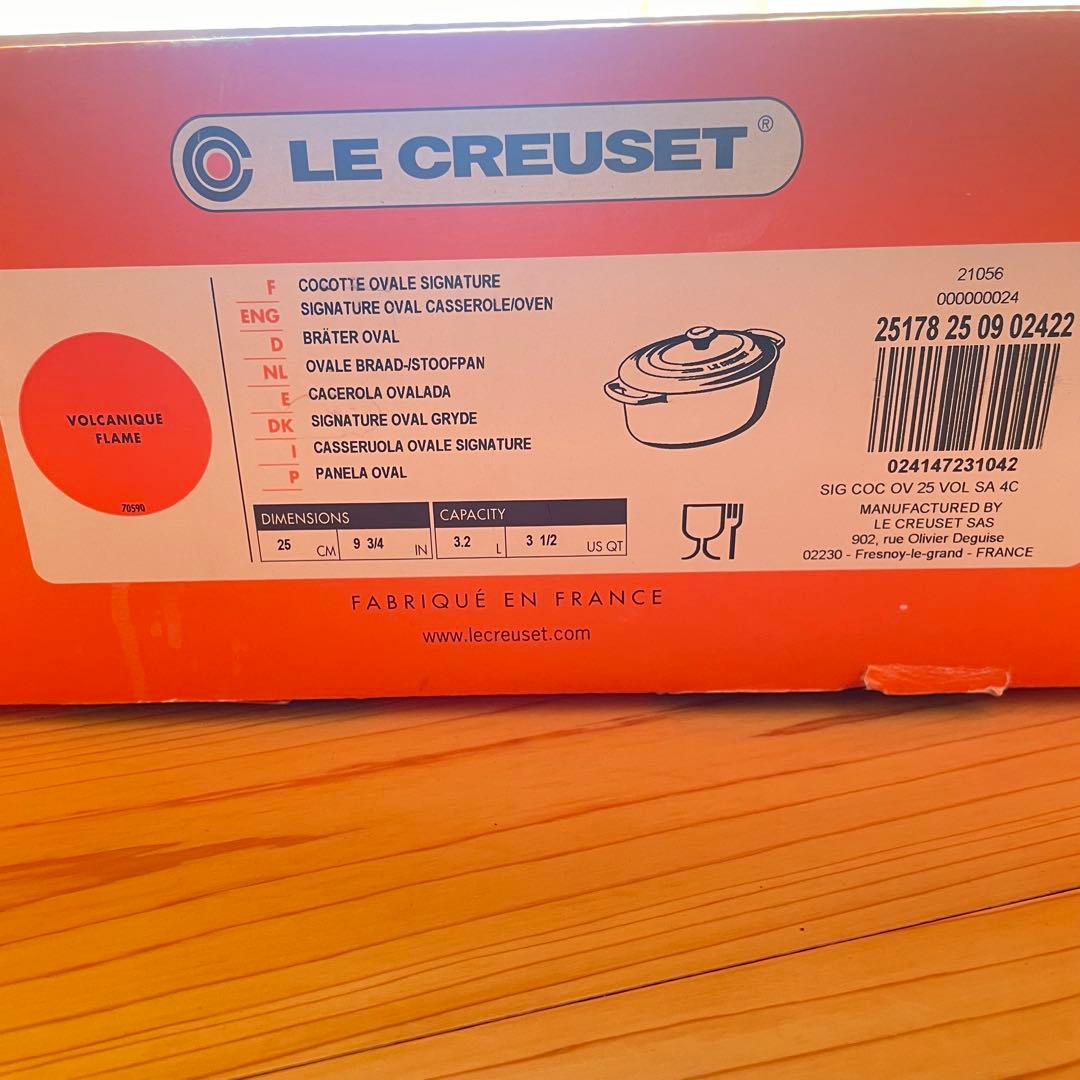 LE CREUSET ®
VOLCANIQUE
FLAME
70590
F COCOTTE OVALE SIGNATURE
ENG SIGNATURE OVAL CASSEROLE/OVEN
D BRÄTER OVAL
NL OVALE BRAAD-/STOOFPAN
E CACEROLA OVALADA
DK SIGNATURE OVAL GRYDE
I CASSERUOLA OVALE SIGNATURE
P PANELA OVAL
DIMENSIONS CAPACITY
25 CM 9 3/4 IN 3.2 L 3 1/2 US QT
LE CREUSET
21056
000000024
25178 25 09 02422
024147231042
SIG COC OV 25 VOL SA 4C
MANUFACTURED BY
LE CREUSET SAS
902, rue Olivier Deguise
02230 - Fresnoy-le-grand - FRANCE
FABRIQUÉ EN FRANCE
www.lecreuset.com